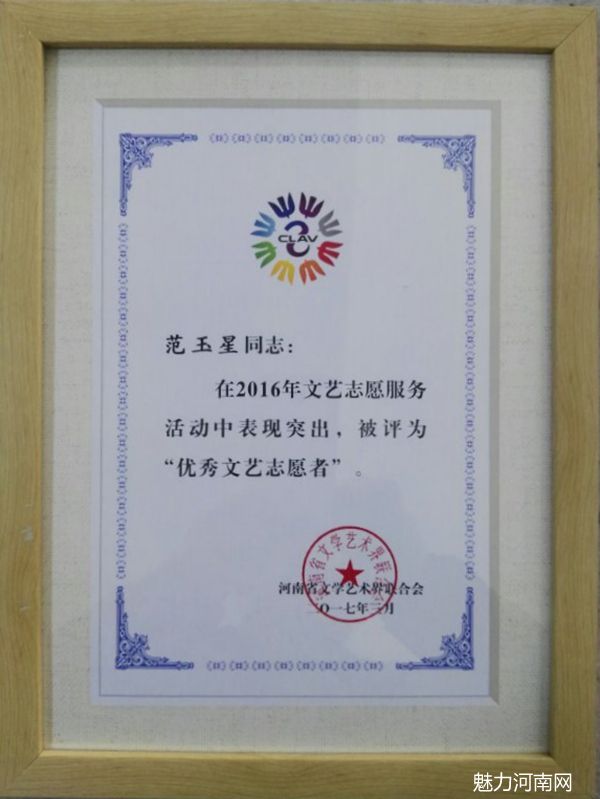 CLAV
范玉星同志：
在2016年文艺志愿服务
活动中表现突出，被评为
“优秀文艺志愿者”。
河南省文学艺术界联合会
二〇一七年三月
魅力河南网